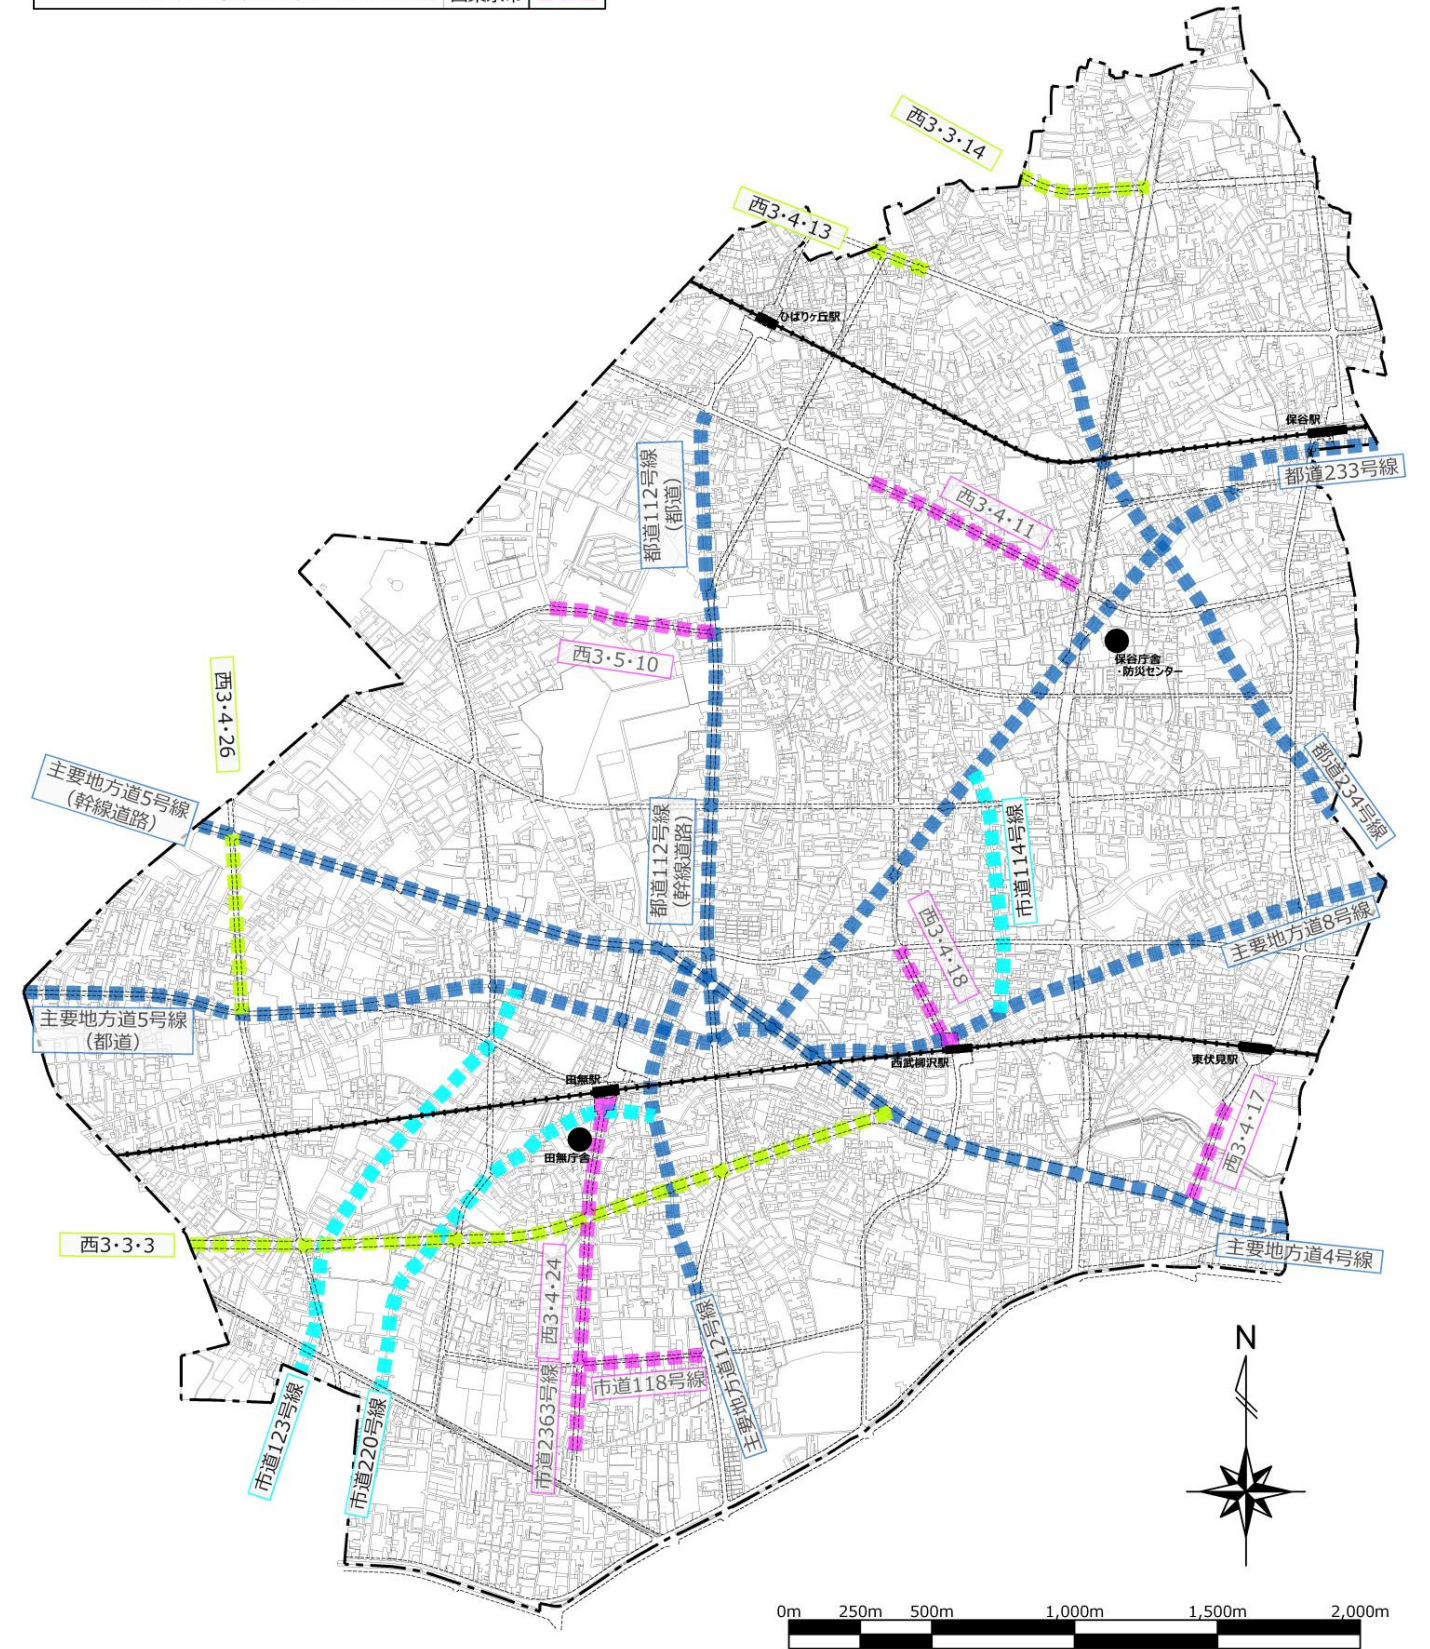 西3・3・14
西3・4・13
ひばりヶ丘駅
保谷駅
都道233号線
都道112号線
(都道)
西3・4・11
西3・5・10
保谷庁舎
・防災センター
西3・4・26
主要地方道5号線
(幹線道路)
都道234号線
都道112号線
(幹線道路)
市道114号線
西3・4・18
主要地方道8号線
主要地方道5号線
(都道)
西武柳沢駅
東伏見駅
田無駅
田無庁舎
西3・4・17
西3・3・3
主要地方道4号線
西3・4・24
市道2363号線
市道118号線
主要地方道12号線
市道123号線
市道220号線
N
0m 250m 500m 1,000m 1,500m 2,000m